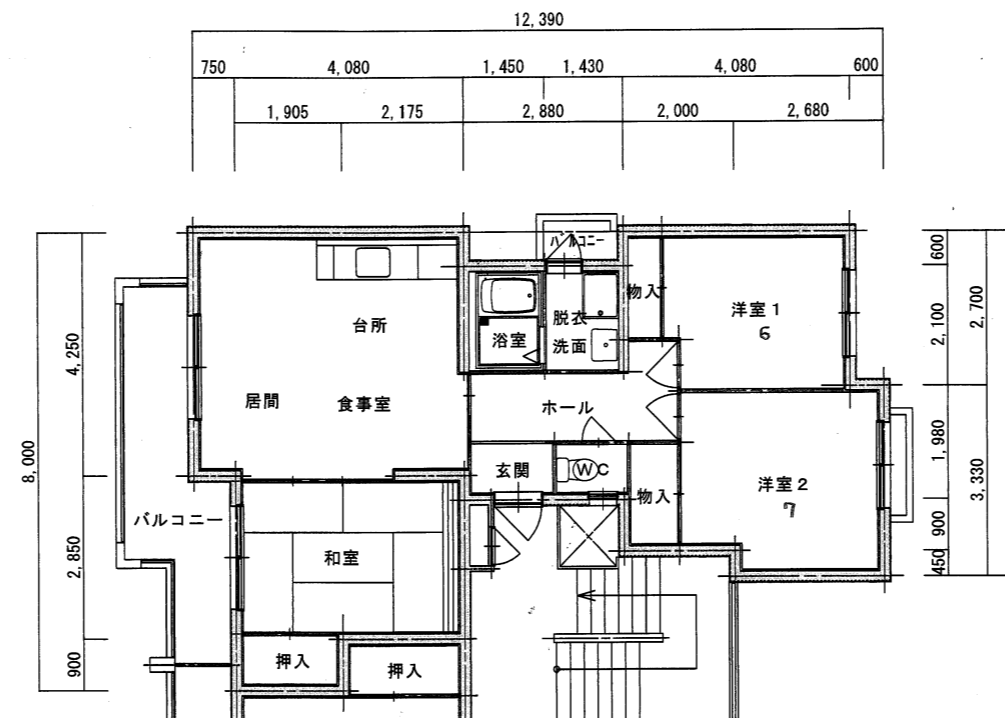 12,390
750
4,080
1,450
1,430
4,080
600
1,905
2,175
2,880
2,000
2,680
バルコニー
物入
洋室1
6
台所
浴室
脱衣
洗面
居間
食事室
ホール
玄関
WC
物入
洋室2
7
バルコニー
和室
押入
押入
4,250
8,000
2,850
900
600
2,100
2,700
1,980
3,330
900
450